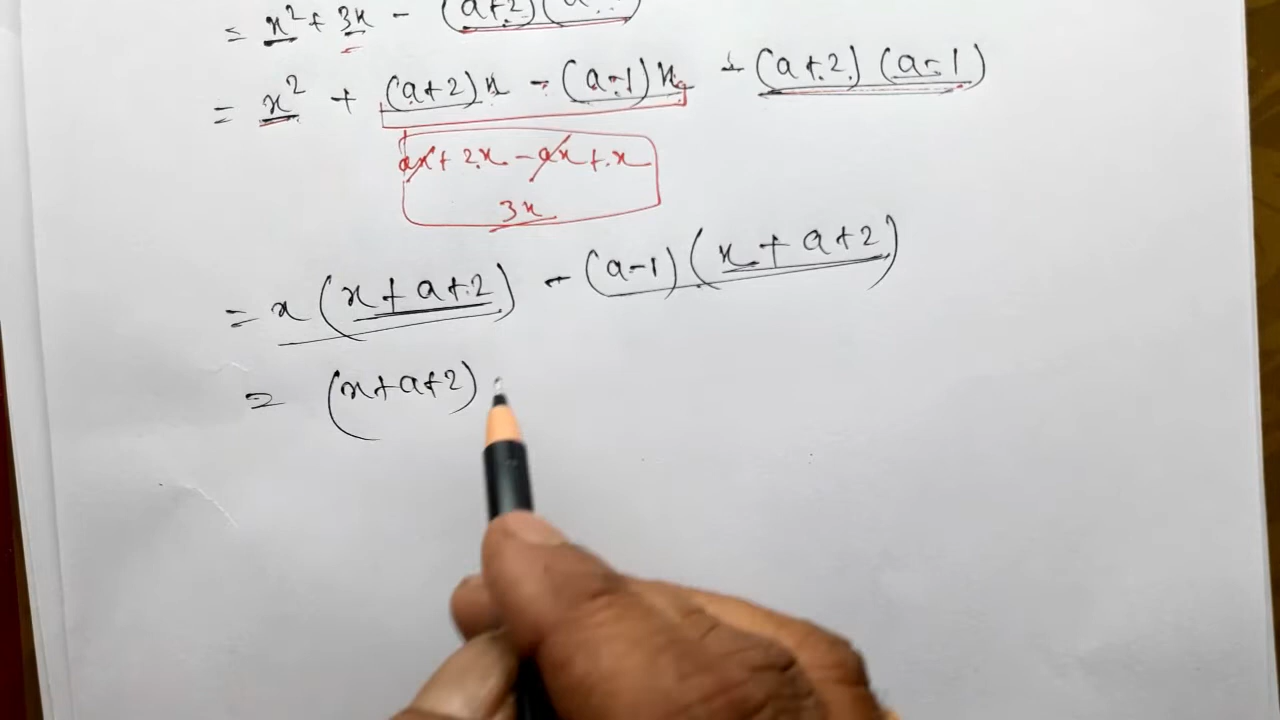 = x² + 3x - (a+2)(a
= x² + (a+2)x - (a-1)x - (a+2)(a-1)
ax + 2x - ax + x
3x
= x(x+a+2) - (a-1)(x+a+2)
= (x+a+2)